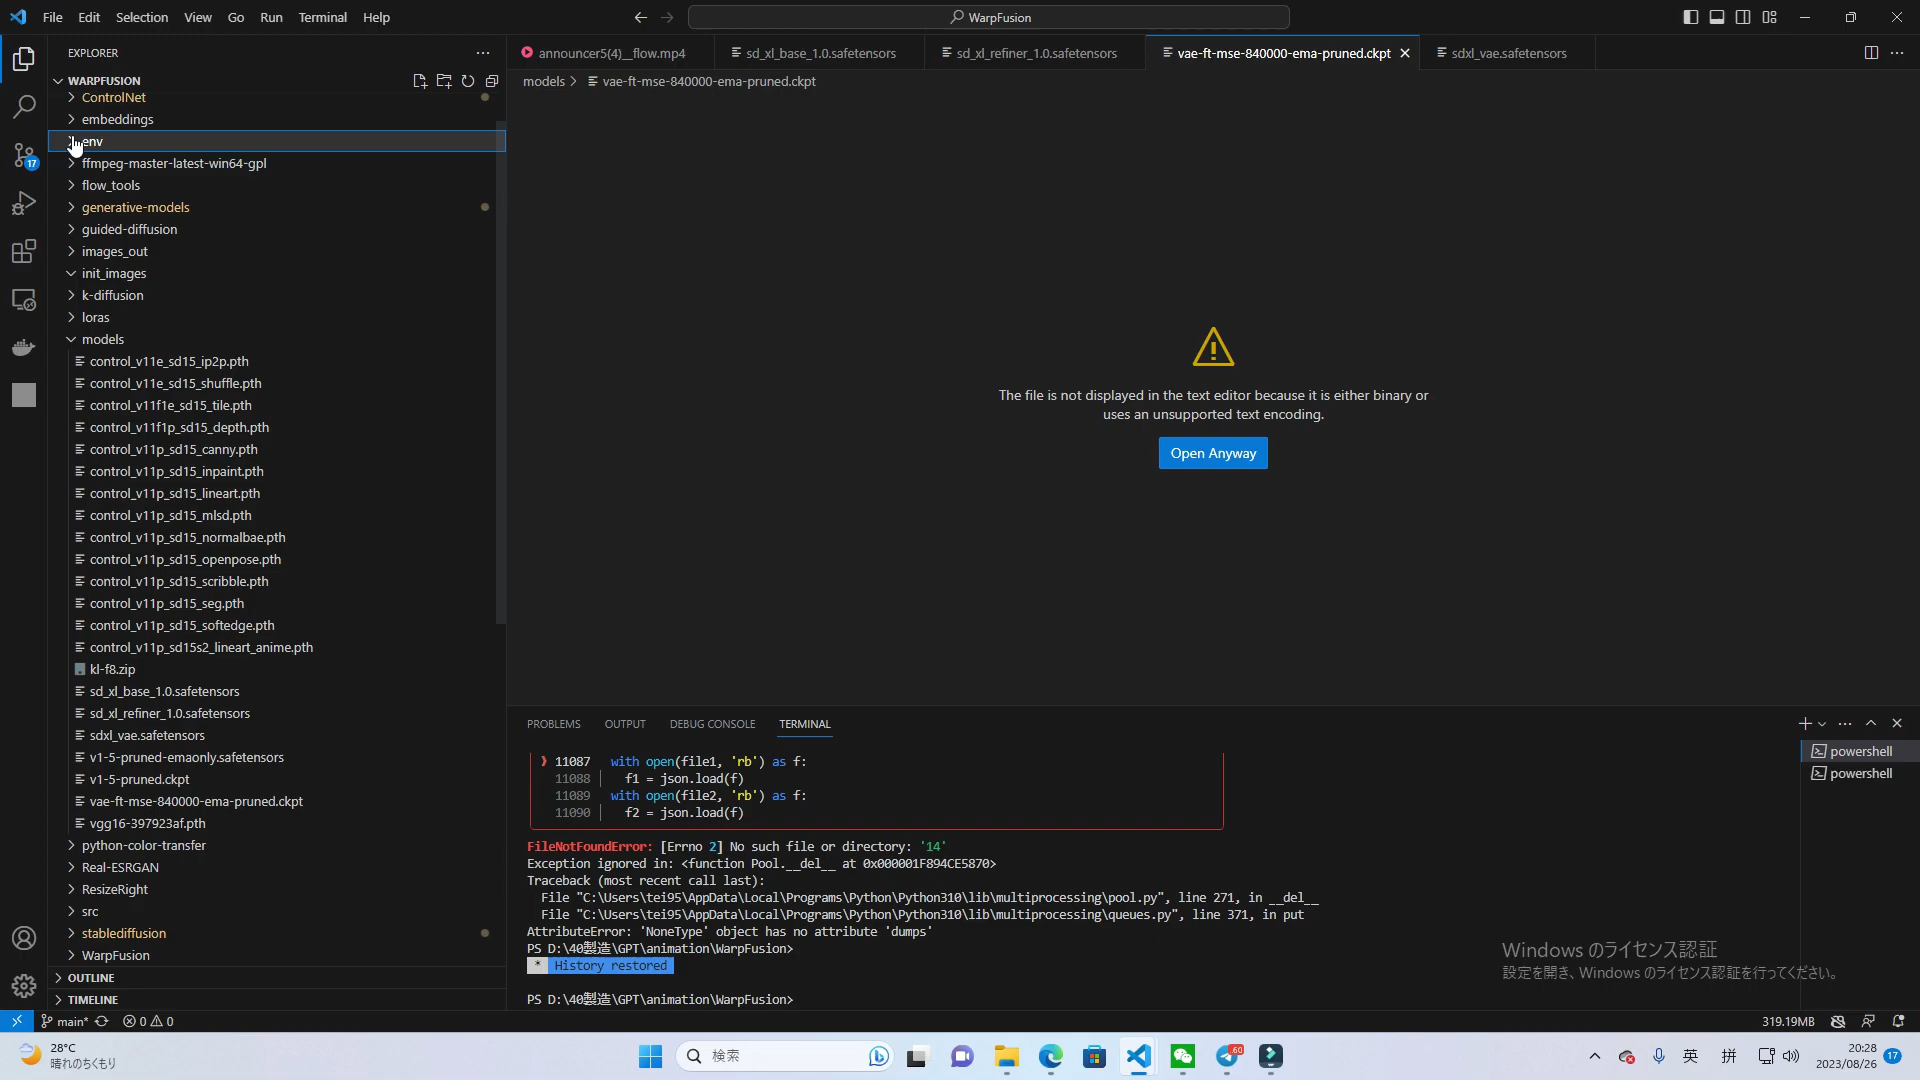 File Edit Selection View Go Run Terminal Help
WarpFusion
EXPLORER
announcer5(4)__flow.mp4
sd_xl_base_1.0.safetensors
sd_xl_refiner_1.0.safetensors
vae-ft-mse-840000-ema-pruned.ckpt
sdxl_vae.safetensors
WARPFUSION
models > vae-ft-mse-840000-ema-pruned.ckpt
ControlNet
embeddings
env
ffmpeg-master-latest-win64-gpl
flow_tools
generative-models
guided-diffusion
images_out
init_images
k-diffusion
loras
models
control_v11e_sd15_ip2p.pth
control_v11e_sd15_shuffle.pth
control_v11f1e_sd15_tile.pth
control_v11f1p_sd15_depth.pth
control_v11p_sd15_canny.pth
control_v11p_sd15_inpaint.pth
control_v11p_sd15_lineart.pth
control_v11p_sd15_mlsd.pth
control_v11p_sd15_normalbae.pth
control_v11p_sd15_openpose.pth
control_v11p_sd15_scribble.pth
control_v11p_sd15_seg.pth
control_v11p_sd15_softedge.pth
control_v11p_sd15s2_lineart_anime.pth
kl-f8.zip
sd_xl_base_1.0.safetensors
sd_xl_refiner_1.0.safetensors
sdxl_vae.safetensors
v1-5-pruned-emaonly.safetensors
v1-5-pruned.ckpt
vae-ft-mse-840000-ema-pruned.ckpt
vgg16-397923af.pth
python-color-transfer
Real-ESRGAN
ResizeRight
src
stablediffusion
WarpFusion
OUTLINE
TIMELINE
17
The file is not displayed in the text editor because it is either binary or
uses an unsupported text encoding.
Open Anyway
PROBLEMS OUTPUT DEBUG CONSOLE TERMINAL
powershell
powershell
❱ 11087 with open(file1, 'rb') as f:
11088 │ f1 = json.load(f)
11089 with open(file2, 'rb') as f:
11090 │ f2 = json.load(f)
FileNotFoundError: [Errno 2] No such file or directory: '14'
Exception ignored in: <function Pool.__del__ at 0x000001F894CE5870>
Traceback (most recent call last):
File "C:\Users\tei95\AppData\Local\Programs\Python\Python310\lib\multiprocessing\pool.py", line 271, in __del__
File "C:\Users\tei95\AppData\Local\Programs\Python\Python310\lib\multiprocessing\queues.py", line 371, in put
AttributeError: 'NoneType' object has no attribute 'dumps'
PS D:\40製造\GPT\animation\WarpFusion>
* History restored
PS D:\40製造\GPT\animation\WarpFusion>
Windows のライセンス認証
設定を開き、Windows のライセンス認証を行ってください。
main* 0 0
319.19MB
28°C
晴れのちくもり
検索
60
英
拼
20:28
2023/08/26
17